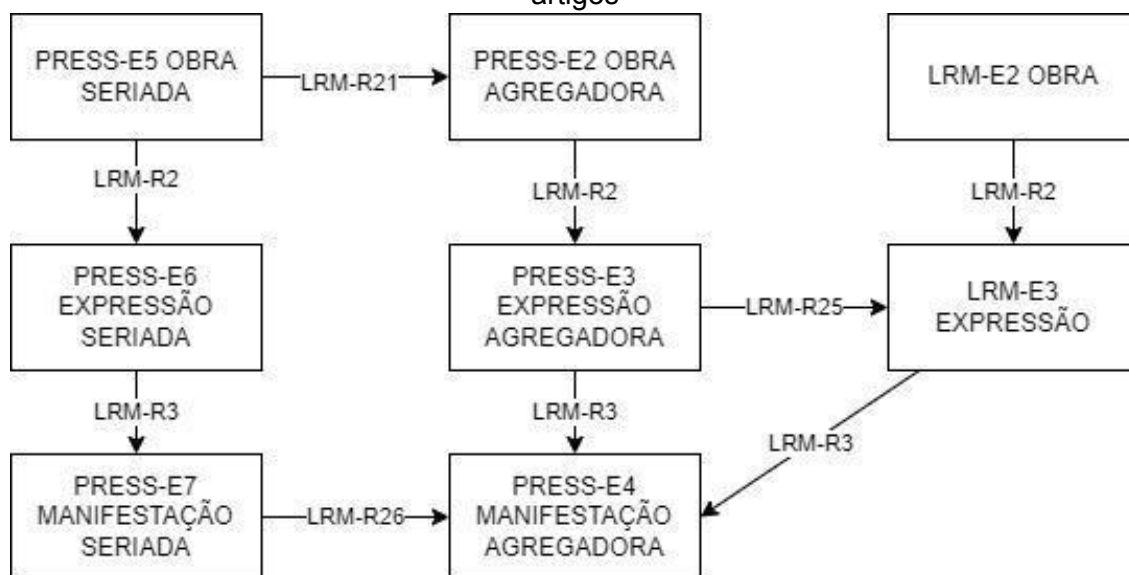 artigos
PRESS-E5 OBRA
SERIADA
LRM-R21
PRESS-E2 OBRA
AGREGADORA
LRM-E2 OBRA
LRM-R2
LRM-R2
LRM-R2
PRESS-E6
EXPRESSÃO
SERIADA
PRESS-E3
EXPRESSÃO
AGREGADORA
LRM-R25
LRM-E3
EXPRESSÃO
LRM-R3
LRM-R3
LRM-R3
PRESS-E7
MANIFESTAÇÃO
SERIADA
LRM-R26
PRESS-E4
MANIFESTAÇÃO
AGREGADORA